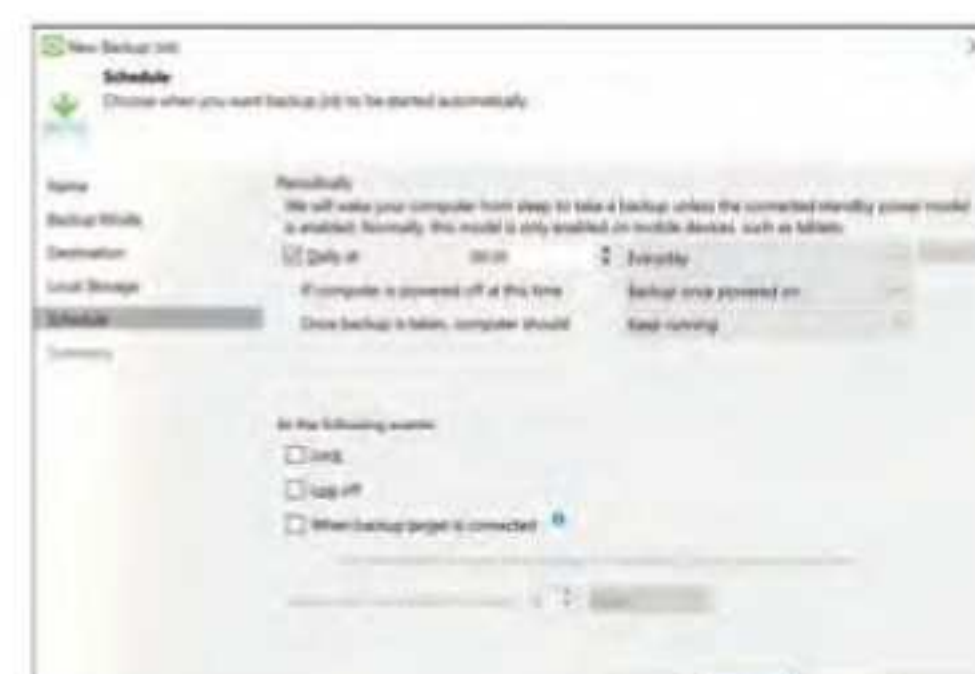 New Backup Job
Schedule
Choose when you want backup job to be started automatically.
Name
Backup Mode
Destination
Local Storage
Schedule
Summary
Periodically
We will wake your computer from sleep to take a backup unless the connected standby power model
is enabled. Normally, this model is only enabled on mobile devices, such as tablets.
Daily at
Everyday
If computer is powered off at this time
Backup once powered on
Once backup is taken, computer should
Keep running
At the following events:
Lock
Log off
When backup target is connected